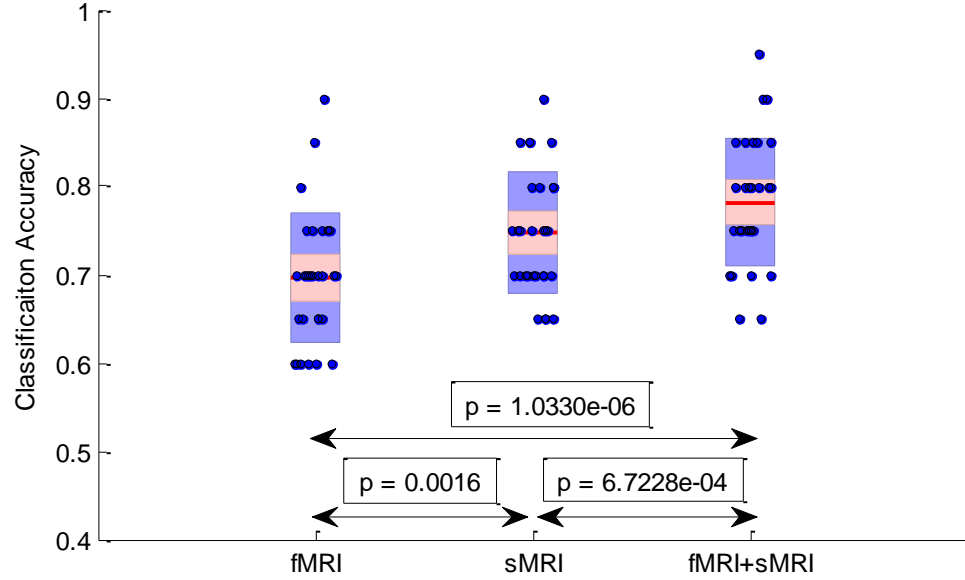 1
0.9
0.8
0.7
0.6
0.5
0.4
Classificaiton Accuracy
p = 1.0330e-06
p = 0.0016
p = 6.7228e-04
fMRI
sMRI
fMRI+sMRI